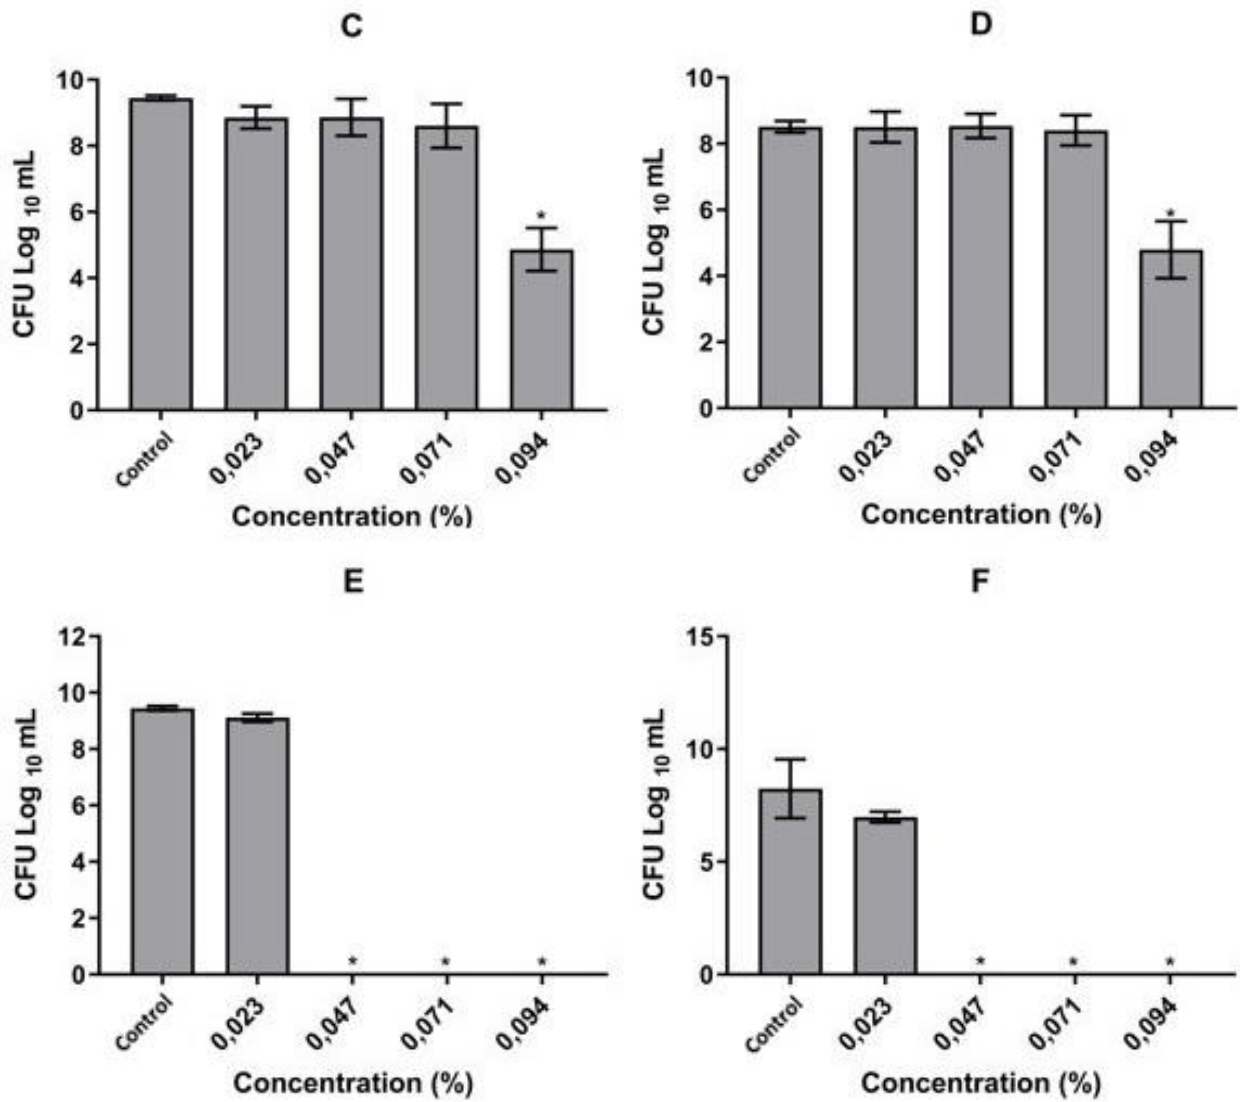 C
10
8
6
4
2
0
CFU Log 10 mL
*
Control
0,023
0,047
0,071
0,094
Concentration (%)
D
10
8
6
4
2
0
CFU Log 10 mL
*
Control
0,023
0,047
0,071
0,094
Concentration (%)
E
12
10
8
6
4
2
0
CFU Log 10 mL
* * *
Control
0,023
0,047
0,071
0,094
Concentration (%)
F
15
10
5
0
CFU Log 10 mL
* * *
Control
0,023
0,047
0,071
0,094
Concentration (%)